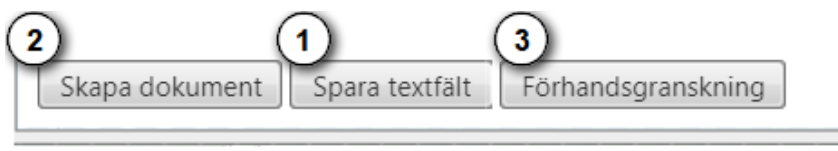 2 1 3
Skapa dokument Spara textfält Förhandsgranskning